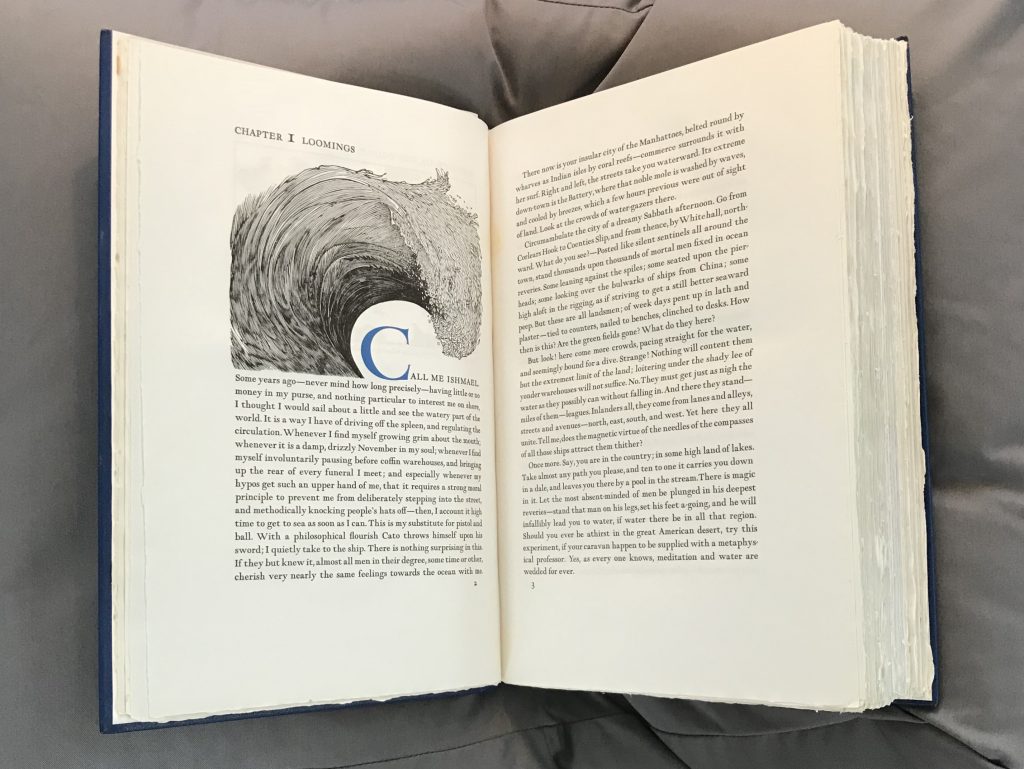 CHAPTER I LOOMINGS
CALL ME ISHMAEL.
Some years ago—never mind how long precisely—having little or no
money in my purse, and nothing particular to interest me on shore,
I thought I would sail about a little and see the watery part of the
world. It is a way I have of driving off the spleen, and regulating the
circulation. Whenever I find myself growing grim about the mouth;
whenever it is a damp, drizzly November in my soul; whenever I find
myself involuntarily pausing before coffin warehouses, and bringing
up the rear of every funeral I meet; and especially whenever my
hypos get such an upper hand of me, that it requires a strong moral
principle to prevent me from deliberately stepping into the street,
and methodically knocking people's hats off—then, I account it high
time to get to sea as soon as I can. This is my substitute for pistol and
ball. With a philosophical flourish Cato throws himself upon his
sword; I quietly take to the ship. There is nothing surprising in this.
If they but knew it, almost all men in their degree, some time or other,
cherish very nearly the same feelings towards the ocean with me.
2
There now is your insular city of the Manhattoes, belted round by
wharves as Indian isles by coral reefs—commerce surrounds it with
her surf. Right and left, the streets take you waterward. Its extreme
down-town is the Battery, where that noble mole is washed by waves,
and cooled by breezes, which a few hours previous were out of sight
of land. Look at the crowds of water-gazers there.
Circumambulate the city of a dreamy Sabbath afternoon. Go from
Corlears Hook to Coenties Slip, and from thence, by Whitehall, north-
ward. What do you see?—Posted like silent sentinels all around the
town, stand thousands upon thousands of mortal men fixed in ocean
reveries. Some leaning against the spiles; some seated upon the pier-
heads; some looking over the bulwarks of ships from China; some
high aloft in the rigging, as if striving to get a still better seaward
peep. But these are all landsmen; of week days pent up in lath and
plaster—tied to counters, nailed to benches, clinched to desks. How
then is this? Are the green fields gone? What do they here?
But look! here come more crowds, pacing straight for the water,
and seemingly bound for a dive. Strange! Nothing will content them
but the extremest limit of the land; loitering under the shady lee of
yonder warehouses will not suffice. No. They must get just as nigh the
water as they possibly can without falling in. And there they stand—
miles of them—leagues. Inlanders all, they come from lanes and alleys,
streets and avenues—north, east, south, and west. Yet here they all
unite. Tell me, does the magnetic virtue of the needles of the compasses
of all those ships attract them thither?
Once more. Say, you are in the country; in some high land of lakes.
Take almost any path you please, and ten to one it carries you down
in a dale, and leaves you there by a pool in the stream. There is magic
in it. Let the most absent-minded of men be plunged in his deepest
reveries—stand that man on his legs, set his feet a-going, and he will
infallibly lead you to water, if water there be in all that region.
Should you ever be athirst in the great American desert, try this
experiment, if your caravan happen to be supplied with a metaphys-
ical professor. Yes, as every one knows, meditation and water are
wedded for ever.
3